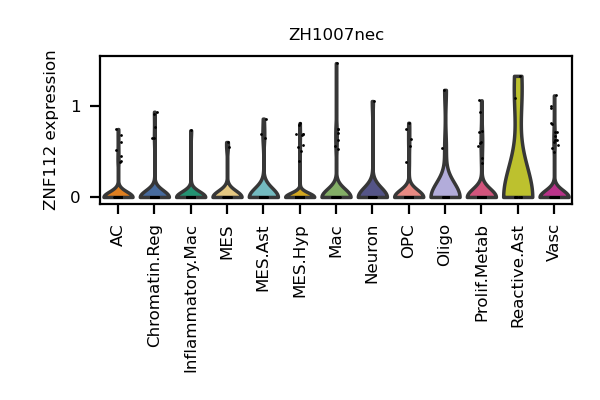 ZH1007nec
ZNF112 expression
1
0
AC
Chromatin.Reg
Inflammatory.Mac
MES
MES.Ast
MES.Hyp
Mac
Neuron
OPC
Oligo
Prolif.Metab
Reactive.Ast
Vasc